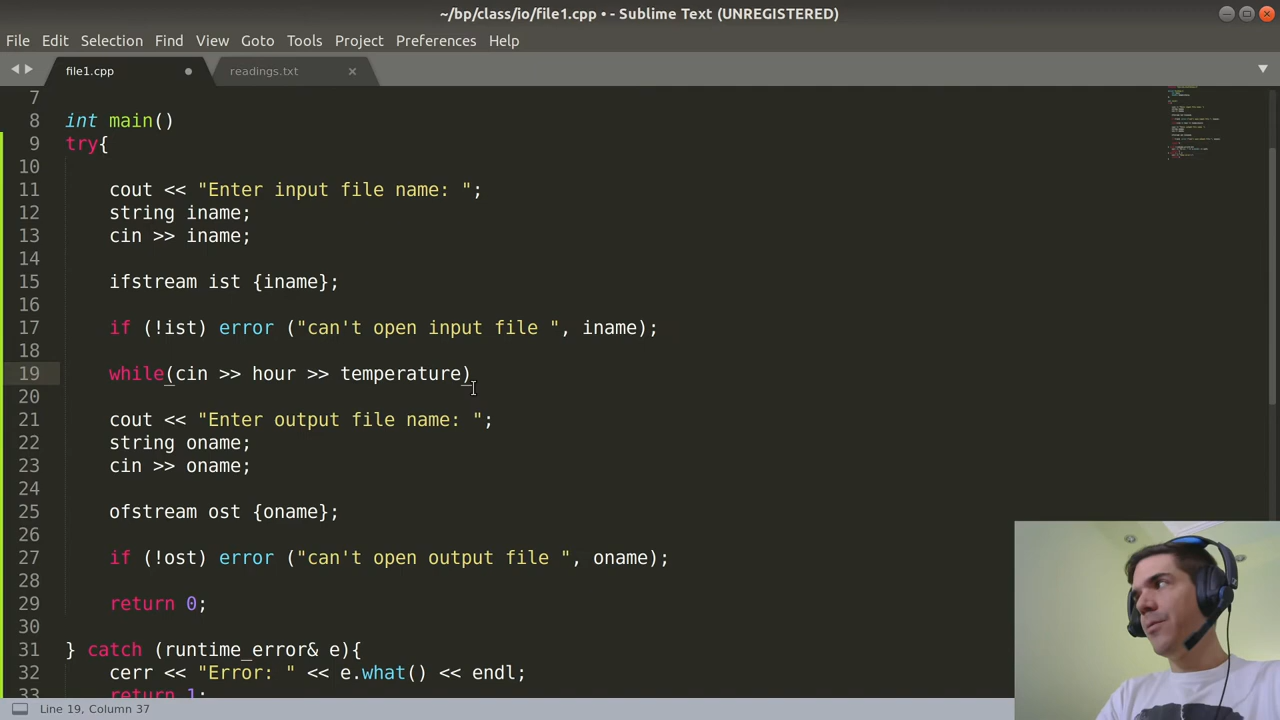 ~/bp/class/io/file1.cpp • - Sublime Text (UNREGISTERED)
File Edit Selection Find View Goto Tools Project Preferences Help
file1.cpp readings.txt
7
8 int main()
9 try{
10
11 cout << "Enter input file name: ";
12 string iname;
13 cin >> iname;
14
15 ifstream ist {iname};
16
17 if (!ist) error ("can't open input file ", iname);
18
19 while(cin >> hour >> temperature)
20
21 cout << "Enter output file name: ";
22 string oname;
23 cin >> oname;
24
25 ofstream ost {oname};
26
27 if (!ost) error ("can't open output file ", oname);
28
29 return 0;
30
31 } catch (runtime_error& e){
32 cerr << "Error: " << e.what() << endl;
33 return 1;
Line 19, Column 37